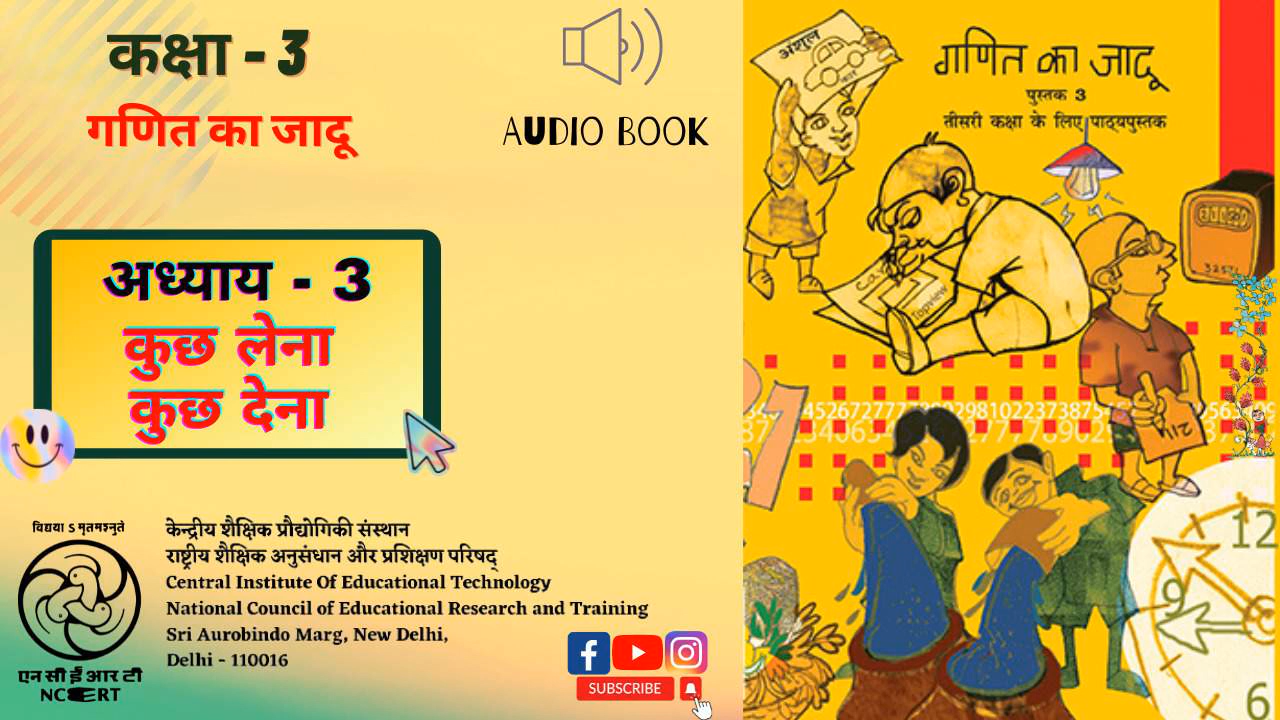 कक्षा - 3
गणित का जादू
AUDIO BOOK
अध्याय - 3
कुछ लेना
कुछ देना
विद्यया ऽ मृतमश्नुते
एन सी ई आर टी
NCERT
केन्द्रीय शैक्षिक प्रौद्योगिकी संस्थान
राष्ट्रीय शैक्षिक अनुसंधान और प्रशिक्षण परिषद्
Central Institute Of Educational Technology
National Council of Educational Research and Training
Sri Aurobindo Marg, New Delhi,
Delhi - 110016
SUBSCRIBE
गणित का जादू
पुस्तक 3
तीसरी कक्षा के लिए पाठ्यपुस्तक
अंशुल
कार
Topview
12
9
6